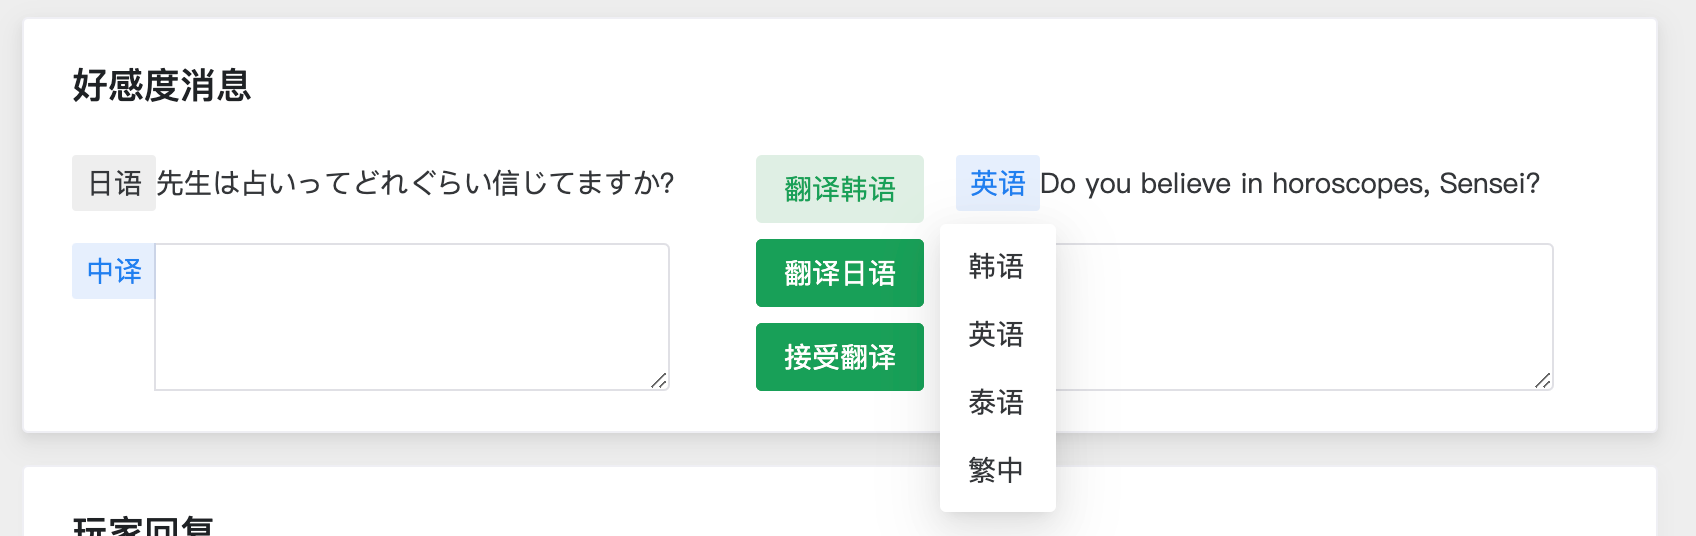 好感度消息
日语 先生は占いってどれぐらい信じてますか?
中译
翻译韩语
翻译日语
接受翻译
英语 Do you believe in horoscopes, Sensei?
韩语
英语
泰语
繁中
玩家回复